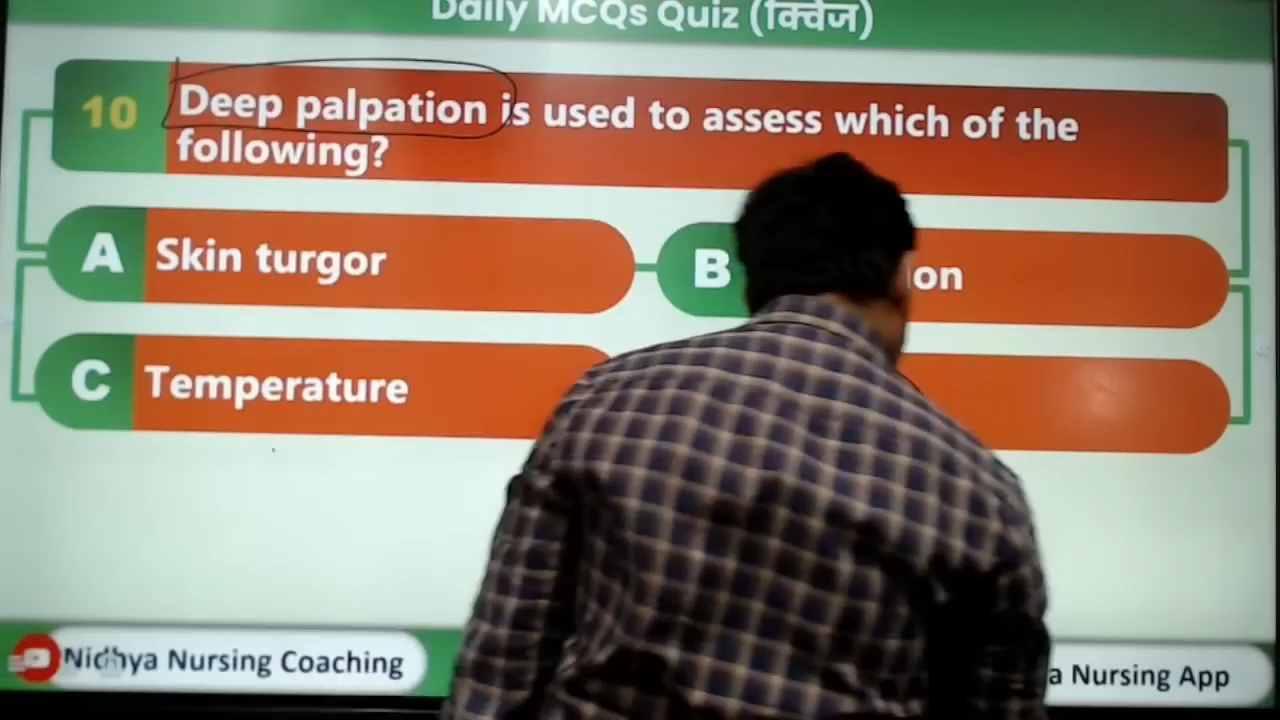 Daily MCQs Quiz (क्विज)
10
Deep palpation is used to assess which of the
following?
A Skin turgor
B
C Temperature
Nidhya Nursing Coaching
Nursing App